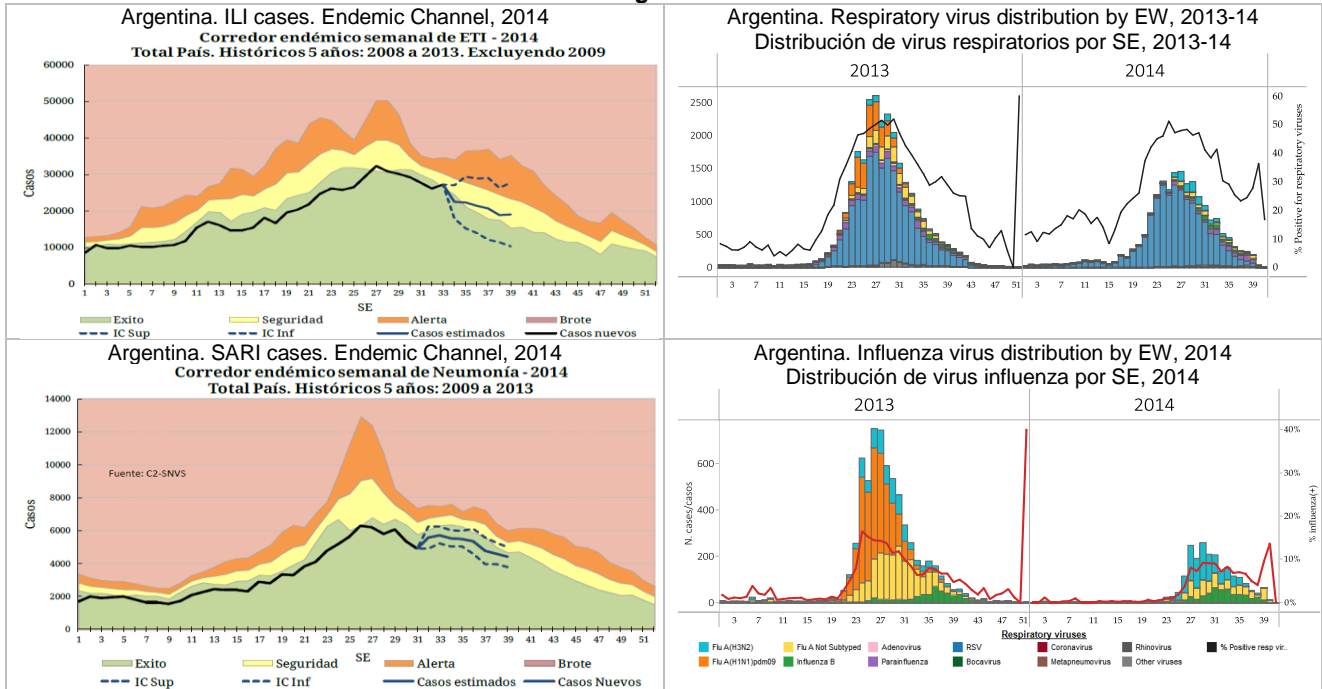 Argentina. ILI cases. Endemic Channel, 2014
Corredor endémico semanal de ETI - 2014
Total País. Históricos 5 años: 2008 a 2013. Excluyendo 2009
60000
50000
40000
30000
20000
10000
0
Casos
1 3 5 7 9 11 13 15 17 19 21 23 25 27 29 31 33 35 37 39 41 43 45 47 49 51
SE
Exito Seguridad Alerta Brote
IC Sup IC Inf Casos estimados Casos nuevos
Argentina. Respiratory virus distribution by EW, 2013-14
Distribución de virus respiratorios por SE, 2013-14
2013 2014
2500
2000
1500
1000
500
0
60
50
40
30
20
10
0
% Positive for respiratory viruses
3 7 11 15 19 23 27 31 35 39 43 47 51 3 7 11 15 19 23 27 31 35 39
Argentina. SARI cases. Endemic Channel, 2014
Corredor endémico semanal de Neumonía - 2014
Total País. Históricos 5 años: 2009 a 2013
14000
12000
10000
8000
6000
4000
2000
0
Casos
Fuente: C2-SNVS
1 3 5 7 9 11 13 15 17 19 21 23 25 27 29 31 33 35 37 39 41 43 45 47 49 51
SE
Exito Seguridad Alerta Brote
IC Sup IC Inf Casos estimados Casos Nuevos
Argentina. Influenza virus distribution by EW, 2014
Distribución de virus influenza por SE, 2014
2013 2014
600
400
200
0
N. cases/casos
40%
30%
20%
10%
0%
% influenza(+)
3 7 11 15 19 23 27 31 35 39 43 47 51 3 7 11 15 19 23 27 31 35 39
Respiratory viruses
Flu A(H3N2) Flu A Not Subtyped Adenovirus RSV Coronavirus Rhinovirus % Positive resp vir..
Flu A(H1N1)pdm09 Influenza B Parainfluenza Bocavirus Metapneumovirus Other viruses